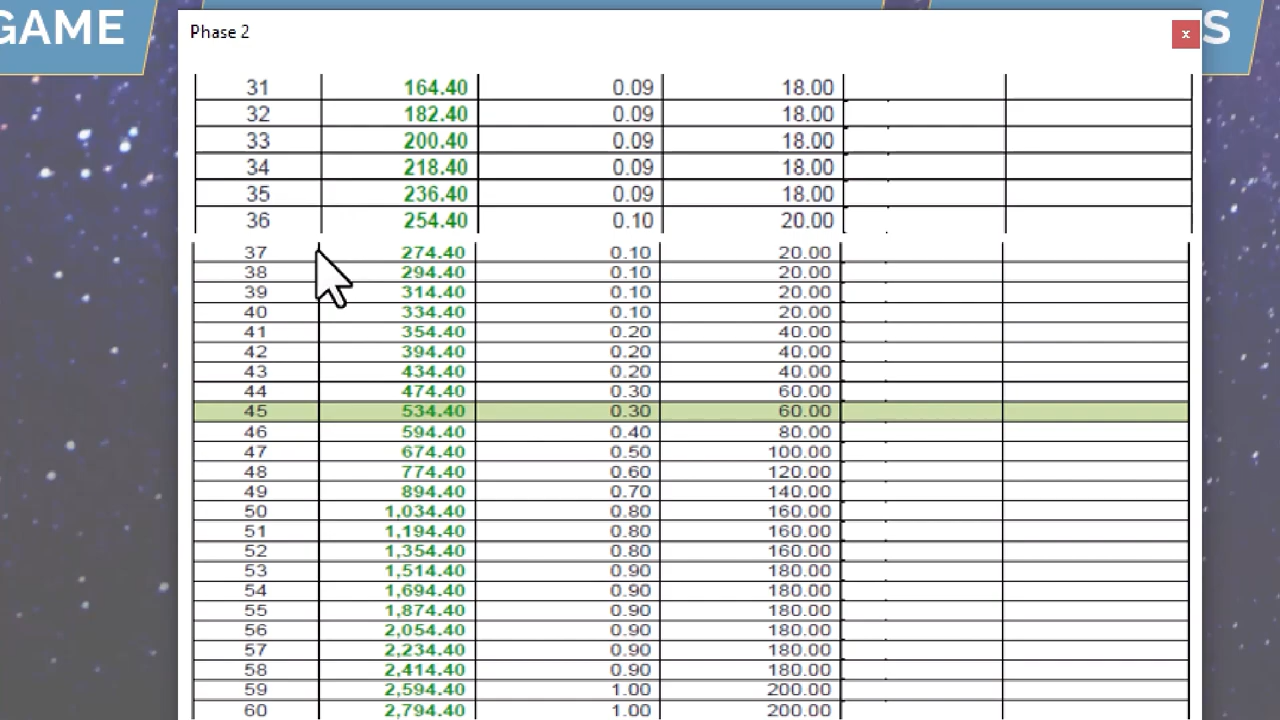 GAME
S
Phase 2
x
31 164.40 0.09 18.00
32 182.40 0.09 18.00
33 200.40 0.09 18.00
34 218.40 0.09 18.00
35 236.40 0.09 18.00
36 254.40 0.10 20.00
37 274.40 0.10 20.00
38 294.40 0.10 20.00
39 314.40 0.10 20.00
40 334.40 0.10 20.00
41 354.40 0.20 40.00
42 394.40 0.20 40.00
43 434.40 0.20 40.00
44 474.40 0.30 60.00
45 534.40 0.30 60.00
46 594.40 0.40 80.00
47 674.40 0.50 100.00
48 774.40 0.60 120.00
49 894.40 0.70 140.00
50 1,034.40 0.80 160.00
51 1,194.40 0.80 160.00
52 1,354.40 0.80 160.00
53 1,514.40 0.90 180.00
54 1,694.40 0.90 180.00
55 1,874.40 0.90 180.00
56 2,054.40 0.90 180.00
57 2,234.40 0.90 180.00
58 2,414.40 0.90 180.00
59 2,594.40 1.00 200.00
60 2,794.40 1.00 200.00